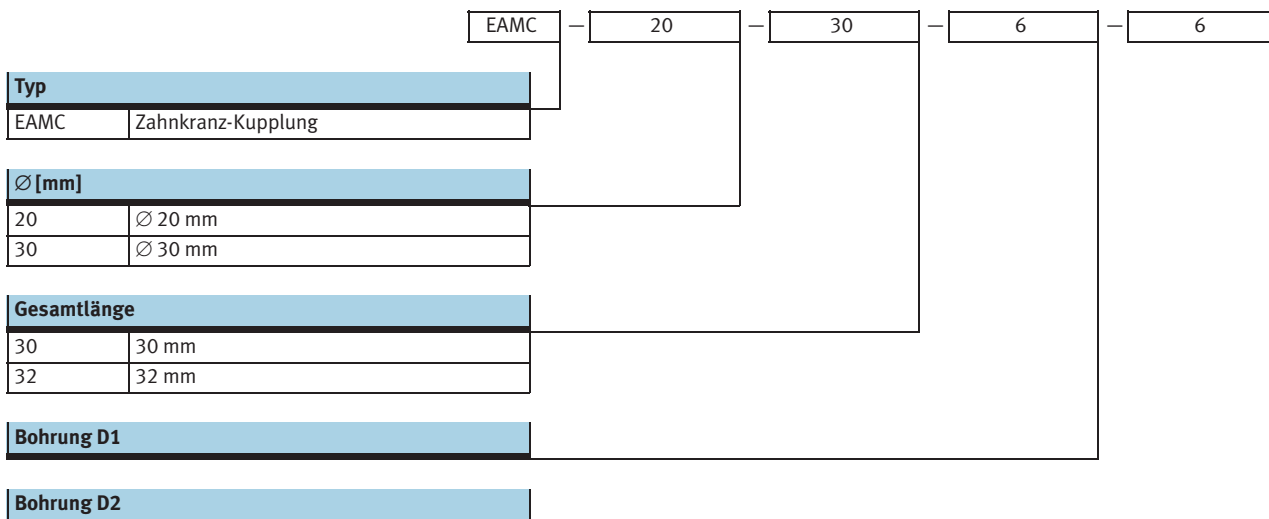 EAMC – 20 – 30 – 6 – 6
Typ
EAMC Zahnkranz-Kupplung
∅ [mm]
20 ∅ 20 mm
30 ∅ 30 mm
Gesamtlänge
30 30 mm
32 32 mm
Bohrung D1
Bohrung D2